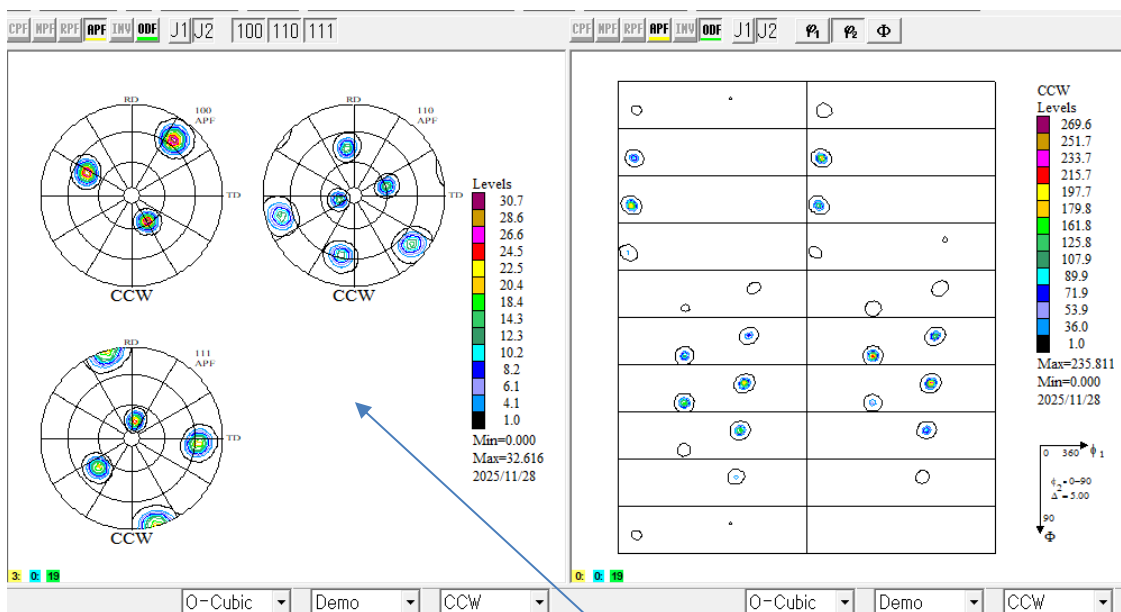 CPF NPF RPF APF INV ODF J1 J2 100 110 111
RD
100
APF
TD
CCW
RD
110
APF
TD
CCW
RD
111
APF
TD
CCW
Levels
30.7
28.6
26.6
24.5
22.5
20.4
18.4
14.3
12.3
10.2
8.2
6.1
4.1
1.0
Min=0.000
Max=32.616
2025/11/28
3: 0: 19
O-Cubic Demo CCW
CPF NPF RPF APF INV ODF J1 J2 φ1 φ2 Φ
CCW
Levels
269.6
251.7
233.7
215.7
197.7
179.8
161.8
125.8
107.9
89.9
71.9
53.9
36.0
1.0
Max=235.811
Min=0.000
2025/11/28
0 360 ϕ1
ϕ2=0-90
Δ=5.00
90
Φ
0: 0: 19
O-Cubic Demo CCW